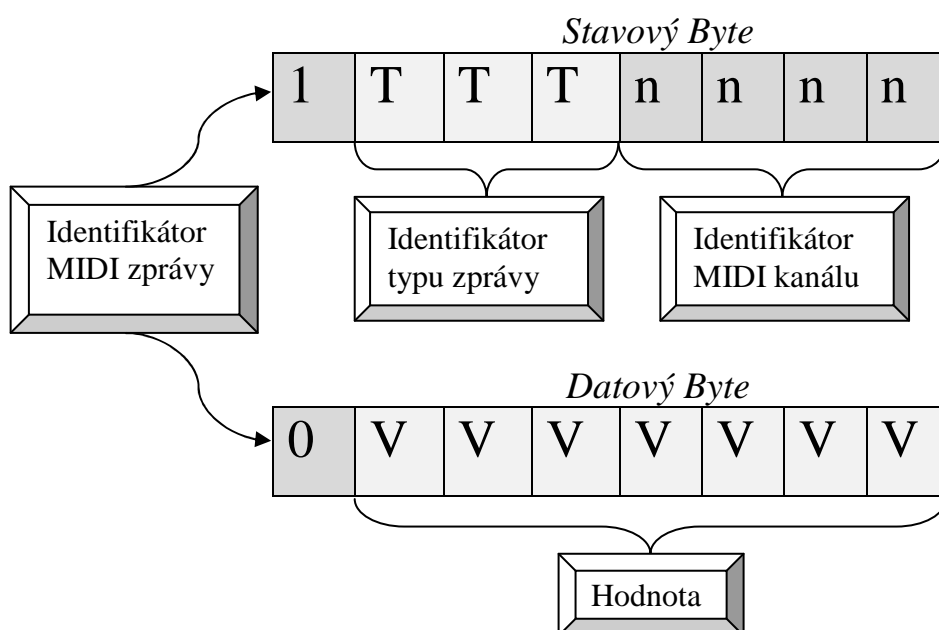 Stavový Byte
1 T T T n n n n
Identifikátor
MIDI zprávy
Identifikátor
typu zprávy
Identifikátor
MIDI kanálu
Datový Byte
0 V V V V V V V
Hodnota